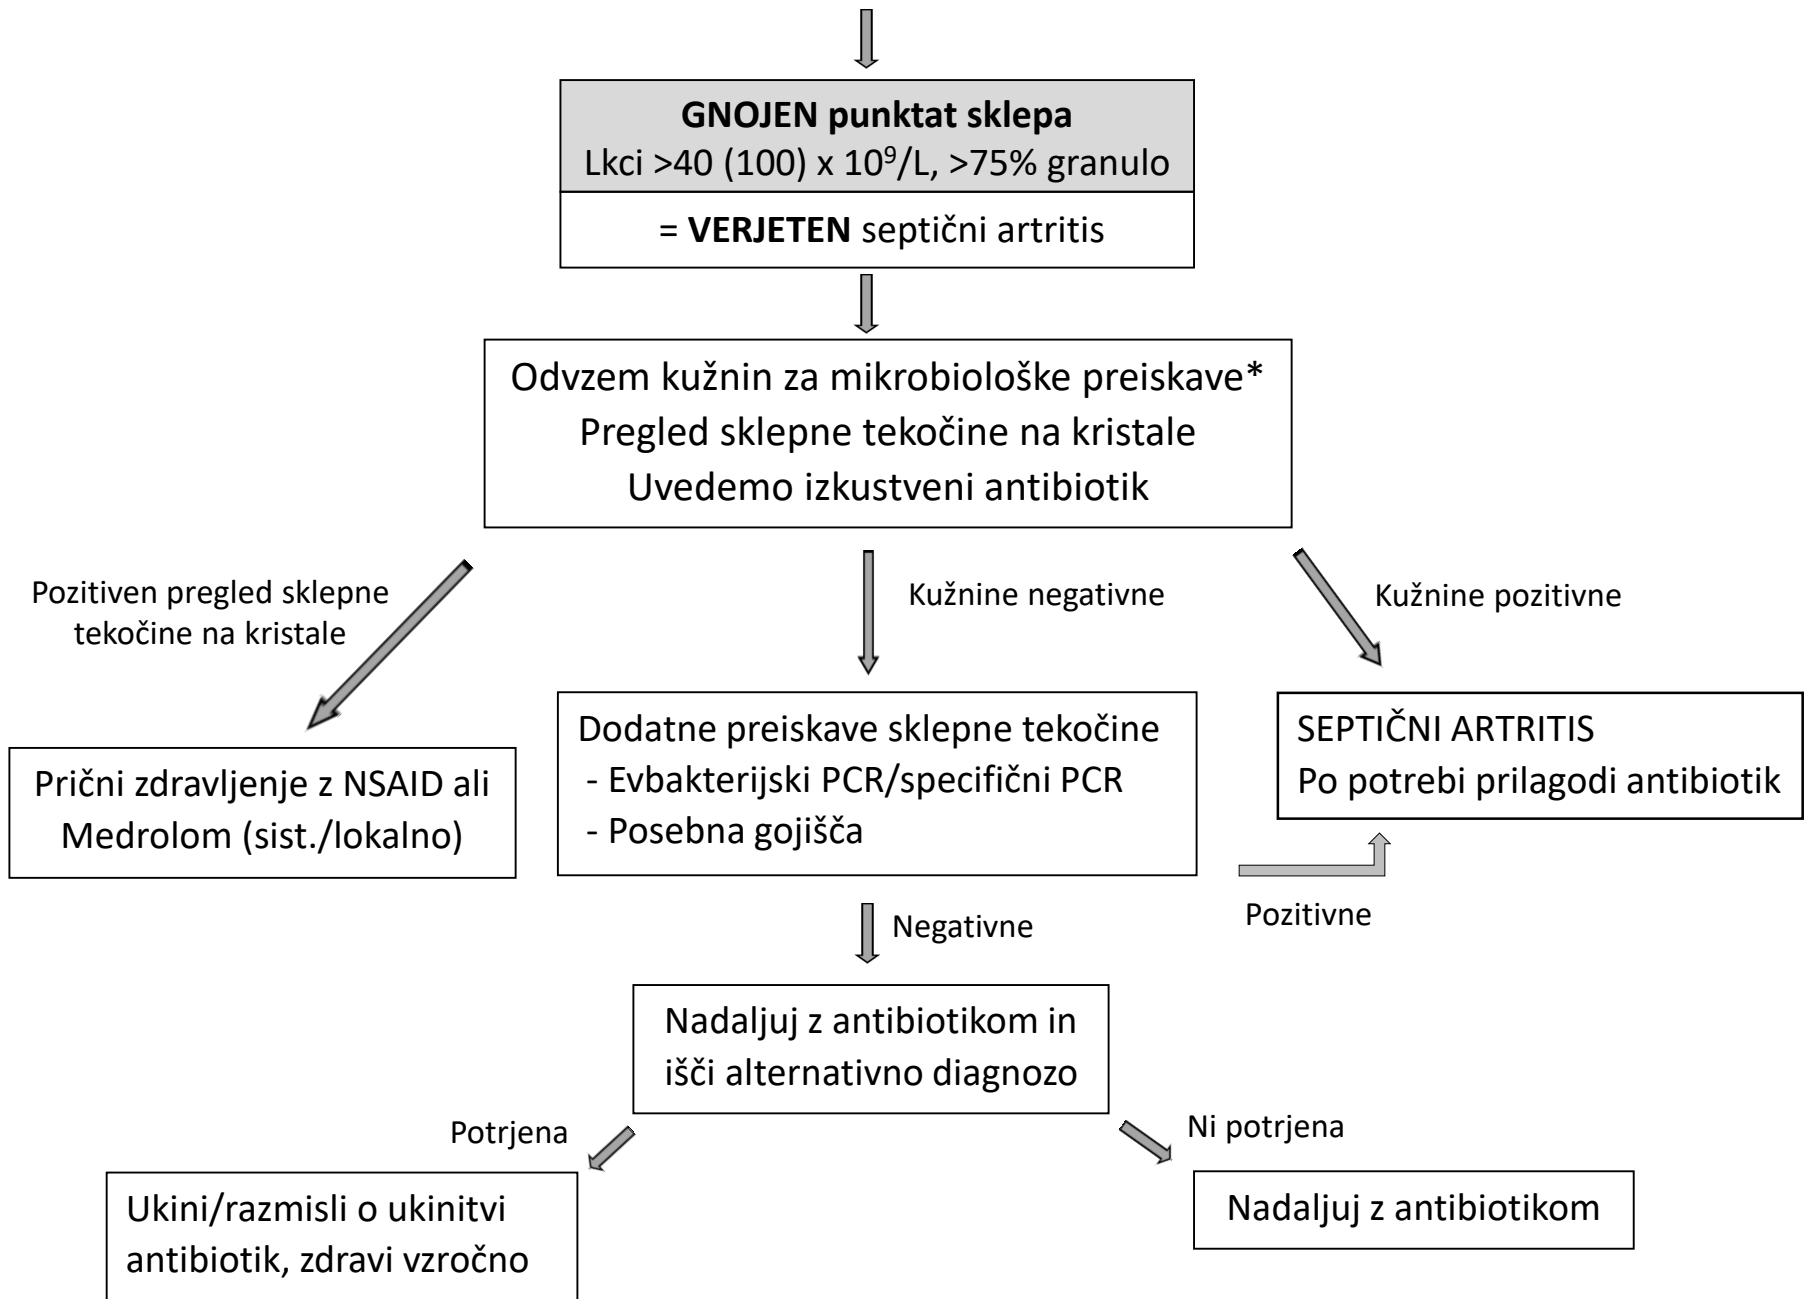 GNOJEN punktat sklepa
Lkci >40 (100) x 10⁹/L, >75% granulo
= VERJETEN septični artritis
Odvzem kužnin za mikrobiološke preiskave*
Pregled sklepne tekočine na kristale
Uvedemo izkustveni antibiotik
Pozitiven pregled sklepne
tekočine na kristale
Kužnine negativne
Kužnine pozitivne
Prični zdravljenje z NSAID ali
Medrolom (sist./lokalno)
Dodatne preiskave sklepne tekočine
- Evbakterijski PCR/specifični PCR
- Posebna gojišča
SEPTIČNI ARTRITIS
Po potrebi prilagodi antibiotik
Pozitivne
Negativne
Nadaljuj z antibiotikom in
išči alternativno diagnozo
Potrjena
Ni potrjena
Ukini/razmisli o ukinitvi
antibiotik, zdravi vzročno
Nadaljuj z antibiotikom